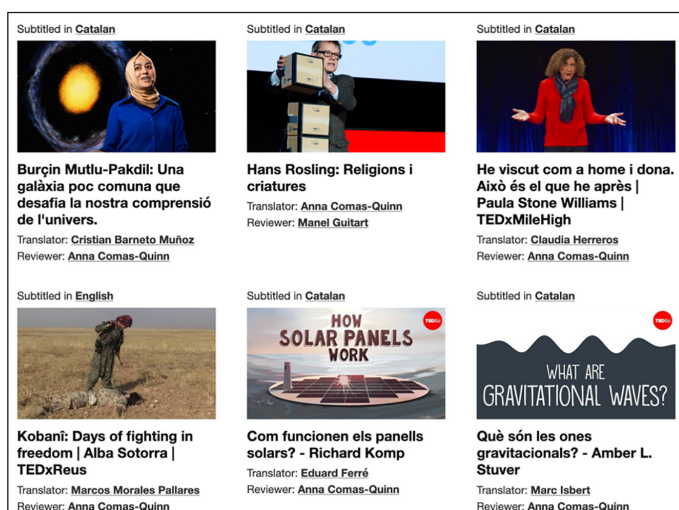 Subtitled in Catalan
Burçin Mutlu-Pakdil: Una
galàxia poc comuna que
desafia la nostra comprensió
de l'univers.
Translator: Cristian Barneto Muñoz
Reviewer: Anna Comas-Quinn
Subtitled in Catalan
Hans Rosling: Religions i
criatures
Translator: Anna Comas-Quinn
Reviewer: Manel Guitart
Subtitled in Catalan
He viscut com a home i dona.
Això és el que he après |
Paula Stone Williams |
TEDxMileHigh
Translator: Claudia Herreros
Reviewer: Anna Comas-Quinn
Subtitled in English
Kobanî: Days of fighting in
freedom | Alba Sotorra |
TEDxReus
Translator: Marcos Morales Pallares
Reviewer: Anna Comas-Quinn
Subtitled in Catalan
HOW
SOLAR PANELS
WORK
TEDEd
Com funcionen els panells
solars? - Richard Komp
Translator: Eduard Ferré
Reviewer: Anna Comas-Quinn
Subtitled in Catalan
TEDEd
WHAT ARE
GRAVITATIONAL WAVES?
Què són les ones
gravitacionals? - Amber L.
Stuver
Translator: Marc Isbert
Reviewer: Anna Comas-Quinn